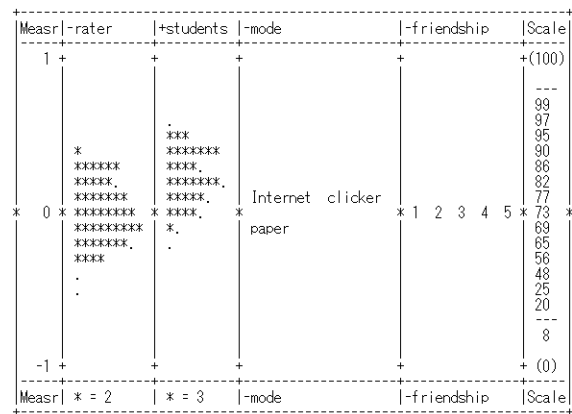 |Measr|-rater |+students |-mode |-friendship |Scale|
1 + + + + +(100)
---
99
. 97
*** 95
* ******* 90
****** ****. 86
*****. *******. 82
******* *****. Internet clicker 77
* 0 * ******** * ****. * * 1 2 3 4 5 * 73 *
********* *. paper 69
*******. . 65
**** 56
. 48
. 25
20
---
8
-1 + + + + + (0)
|Measr| * = 2 | * = 3 |-mode |-friendship |Scale|